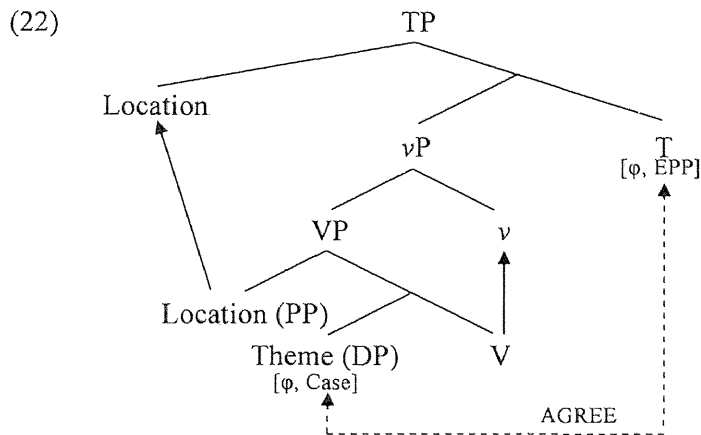 (22)
TP
Location
vP
T
[φ, EPP]
VP
v
Location (PP)
Theme (DP)
V
[φ, Case]
AGREE